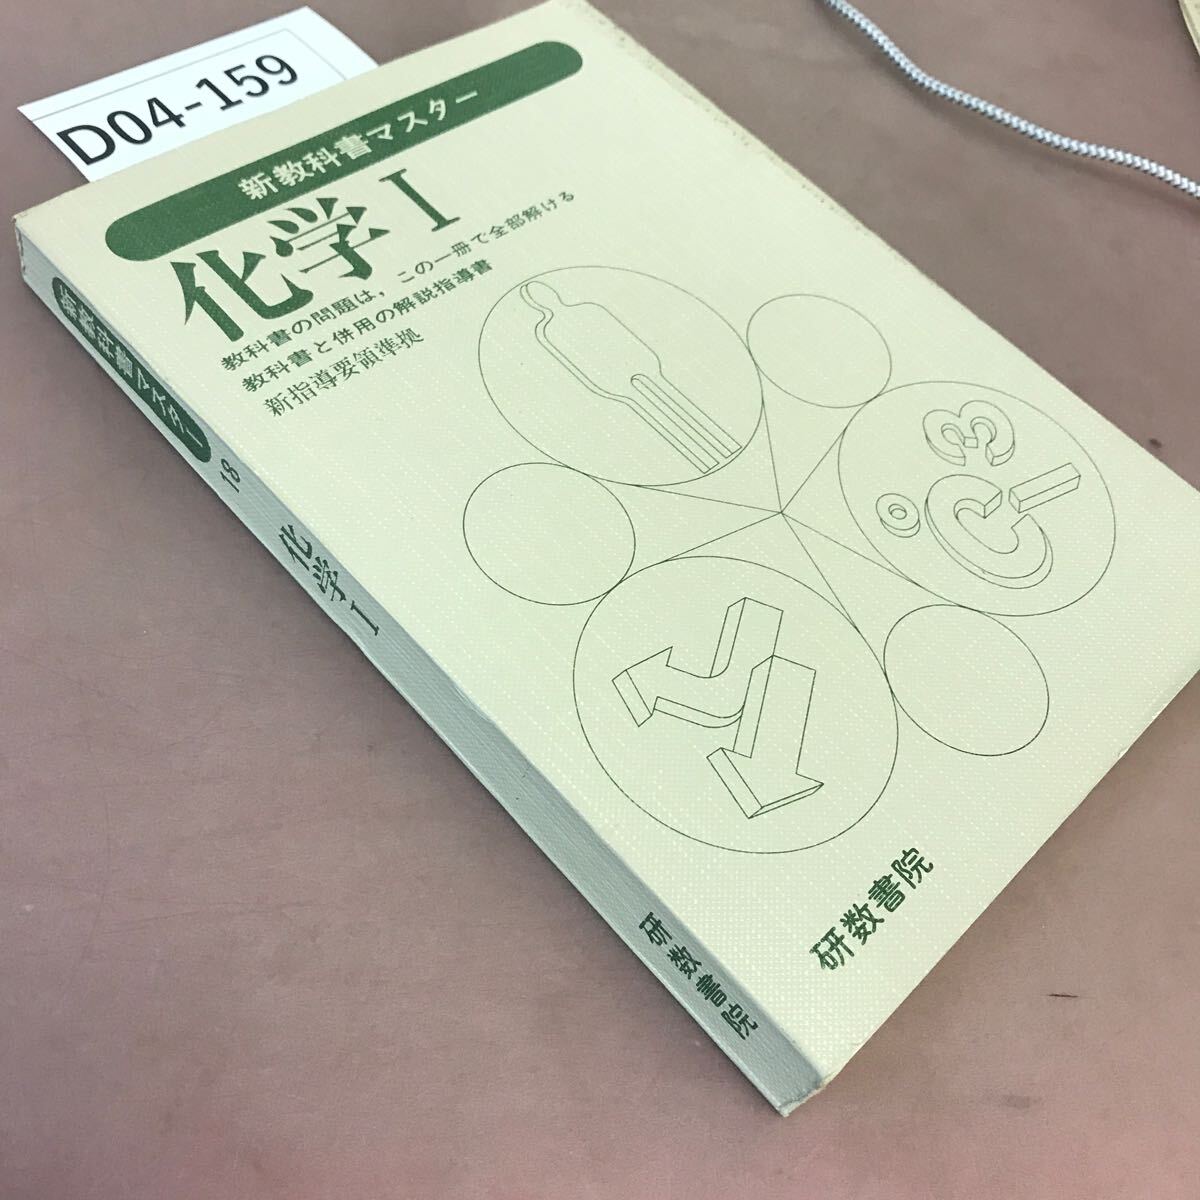 D04-159
新教科書マスター
化学I
教科書の問題は,この一冊で全部解ける
教科書と併用の解説指導書
新指導要領準拠
3
℃
研数書院
新教科書マスター
18
化学I
研数書院